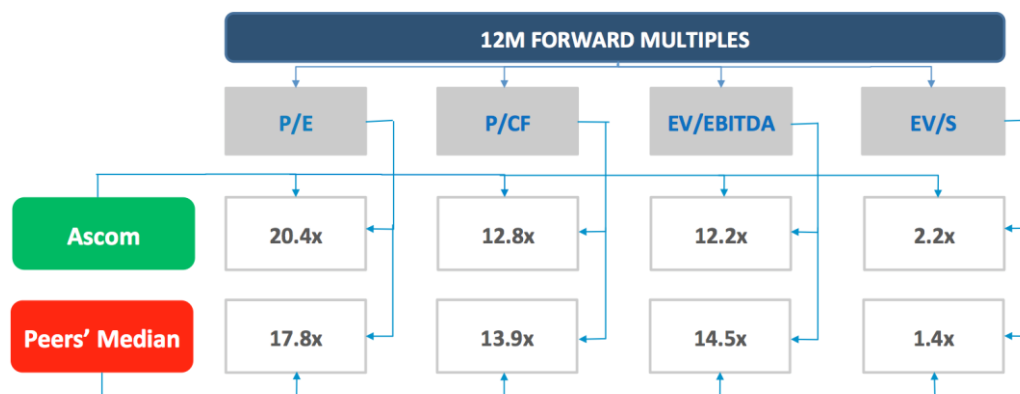 12M FORWARD MULTIPLES
P/E P/CF EV/EBITDA EV/S
Ascom 20.4x 12.8x 12.2x 2.2x
Peers’ Median 17.8x 13.9x 14.5x 1.4x